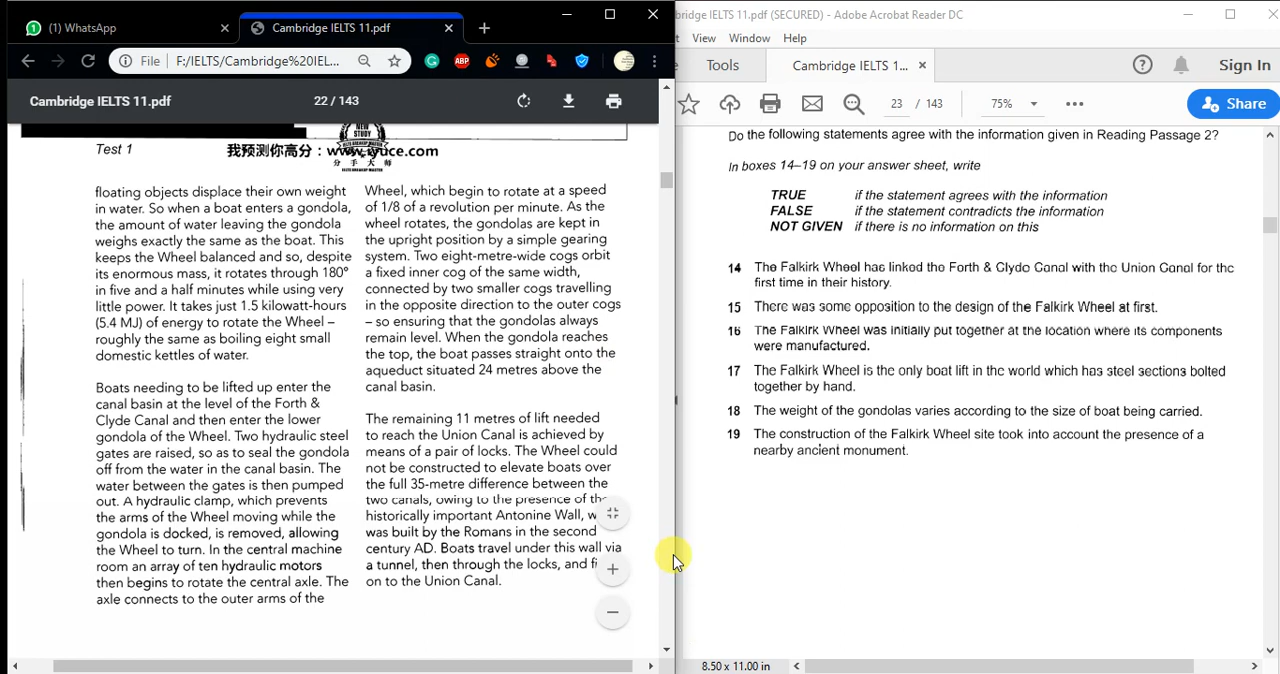 (1) WhatsApp
Cambridge IELTS 11.pdf
File F:/IELTS/Cambridge%20IEL...
ABP
Cambridge IELTS 11.pdf
22 / 143
Test 1
NEW
STUDY
我预测你高分：www.iyuce.com
分 手 大 师
floating objects displace their own weight
in water. So when a boat enters a gondola,
the amount of water leaving the gondola
weighs exactly the same as the boat. This
keeps the Wheel balanced and so, despite
its enormous mass, it rotates through 180°
in five and a half minutes while using very
little power. It takes just 1.5 kilowatt-hours
(5.4 MJ) of energy to rotate the Wheel –
roughly the same as boiling eight small
domestic kettles of water.
Boats needing to be lifted up enter the
canal basin at the level of the Forth &
Clyde Canal and then enter the lower
gondola of the Wheel. Two hydraulic steel
gates are raised, so as to seal the gondola
off from the water in the canal basin. The
water between the gates is then pumped
out. A hydraulic clamp, which prevents
the arms of the Wheel moving while the
gondola is docked, is removed, allowing
the Wheel to turn. In the central machine
room an array of ten hydraulic motors
then begins to rotate the central axle. The
axle connects to the outer arms of the
Wheel, which begin to rotate at a speed
of 1/8 of a revolution per minute. As the
wheel rotates, the gondolas are kept in
the upright position by a simple gearing
system. Two eight-metre-wide cogs orbit
a fixed inner cog of the same width,
connected by two smaller cogs travelling
in the opposite direction to the outer cogs
– so ensuring that the gondolas always
remain level. When the gondola reaches
the top, the boat passes straight onto the
aqueduct situated 24 metres above the
canal basin.
The remaining 11 metres of lift needed
to reach the Union Canal is achieved by
means of a pair of locks. The Wheel could
not be constructed to elevate boats over
the full 35-metre difference between the
two canals, owing to the presence of the
historically important Antonine Wall, w
was built by the Romans in the second
century AD. Boats travel under this wall via
a tunnel, then through the locks, and fi
on to the Union Canal.
bridge IELTS 11.pdf (SECURED) - Adobe Acrobat Reader DC
t View Window Help
Tools
Cambridge IELTS 1...
Sign In
23 / 143
75%
Share
Do the following statements agree with the information given in Reading Passage 2?
In boxes 14–19 on your answer sheet, write
TRUE if the statement agrees with the information
FALSE if the statement contradicts the information
NOT GIVEN if there is no information on this
14 The Falkirk Wheel has linked the Forth & Clyde Canal with the Union Canal for the
first time in their history.
15 There was some opposition to the design of the Falkirk Wheel at first.
16 The Falkirk Wheel was initially put together at the location where its components
were manufactured.
17 The Falkirk Wheel is the only boat lift in the world which has steel sections bolted
together by hand.
18 The weight of the gondolas varies according to the size of boat being carried.
19 The construction of the Falkirk Wheel site took into account the presence of a
nearby ancient monument.
8.50 x 11.00 in